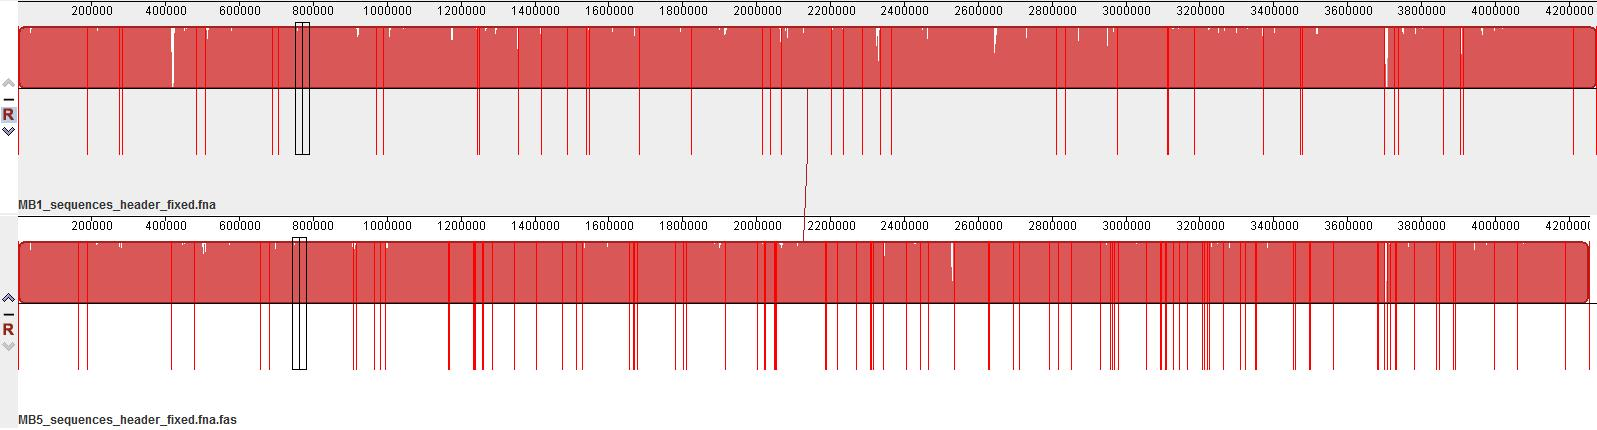 200000 400000 600000 800000 1000000 1200000 1400000 1600000 1800000 2000000 2200000 2400000 2600000 2800000 3000000 3200000 3400000 3600000 3800000 4000000 4200000
R
MB1_sequences_header_fixed.fna
200000 400000 600000 800000 1000000 1200000 1400000 1600000 1800000 2000000 2200000 2400000 2600000 2800000 3000000 3200000 3400000 3600000 3800000 4000000 4200000
R
MB5_sequences_header_fixed.fna.fas